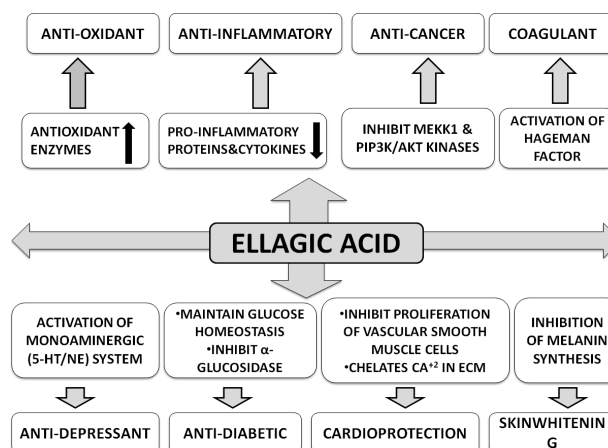 ANTI-OXIDANT
ANTI-INFLAMMATORY
ANTI-CANCER
COAGULANT
ANTIOXIDANT
ENZYMES
PRO-INFLAMMATORY
PROTEINS&CYTOKINES
INHIBIT MEKK1 &
PIP3K/AKT KINASES
ACTIVATION OF
HAGEMAN
FACTOR
ELLAGIC ACID
ACTIVATION OF
MONOAMINERGIC
(5-HT/NE) SYSTEM
•MAINTAIN GLUCOSE
HOMEOSTASIS
•INHIBIT α-
GLUCOSIDASE
•INHIBIT PROLIFERATION
OF VASCULAR SMOOTH
MUSCLE CELLS
•CHELATES CA+2 IN ECM
INHIBITION
OF MELANIN
SYNTHESIS
ANTI-DEPRESSANT
ANTI-DIABETIC
CARDIOPROTECTION
SKINWHITENIN
G